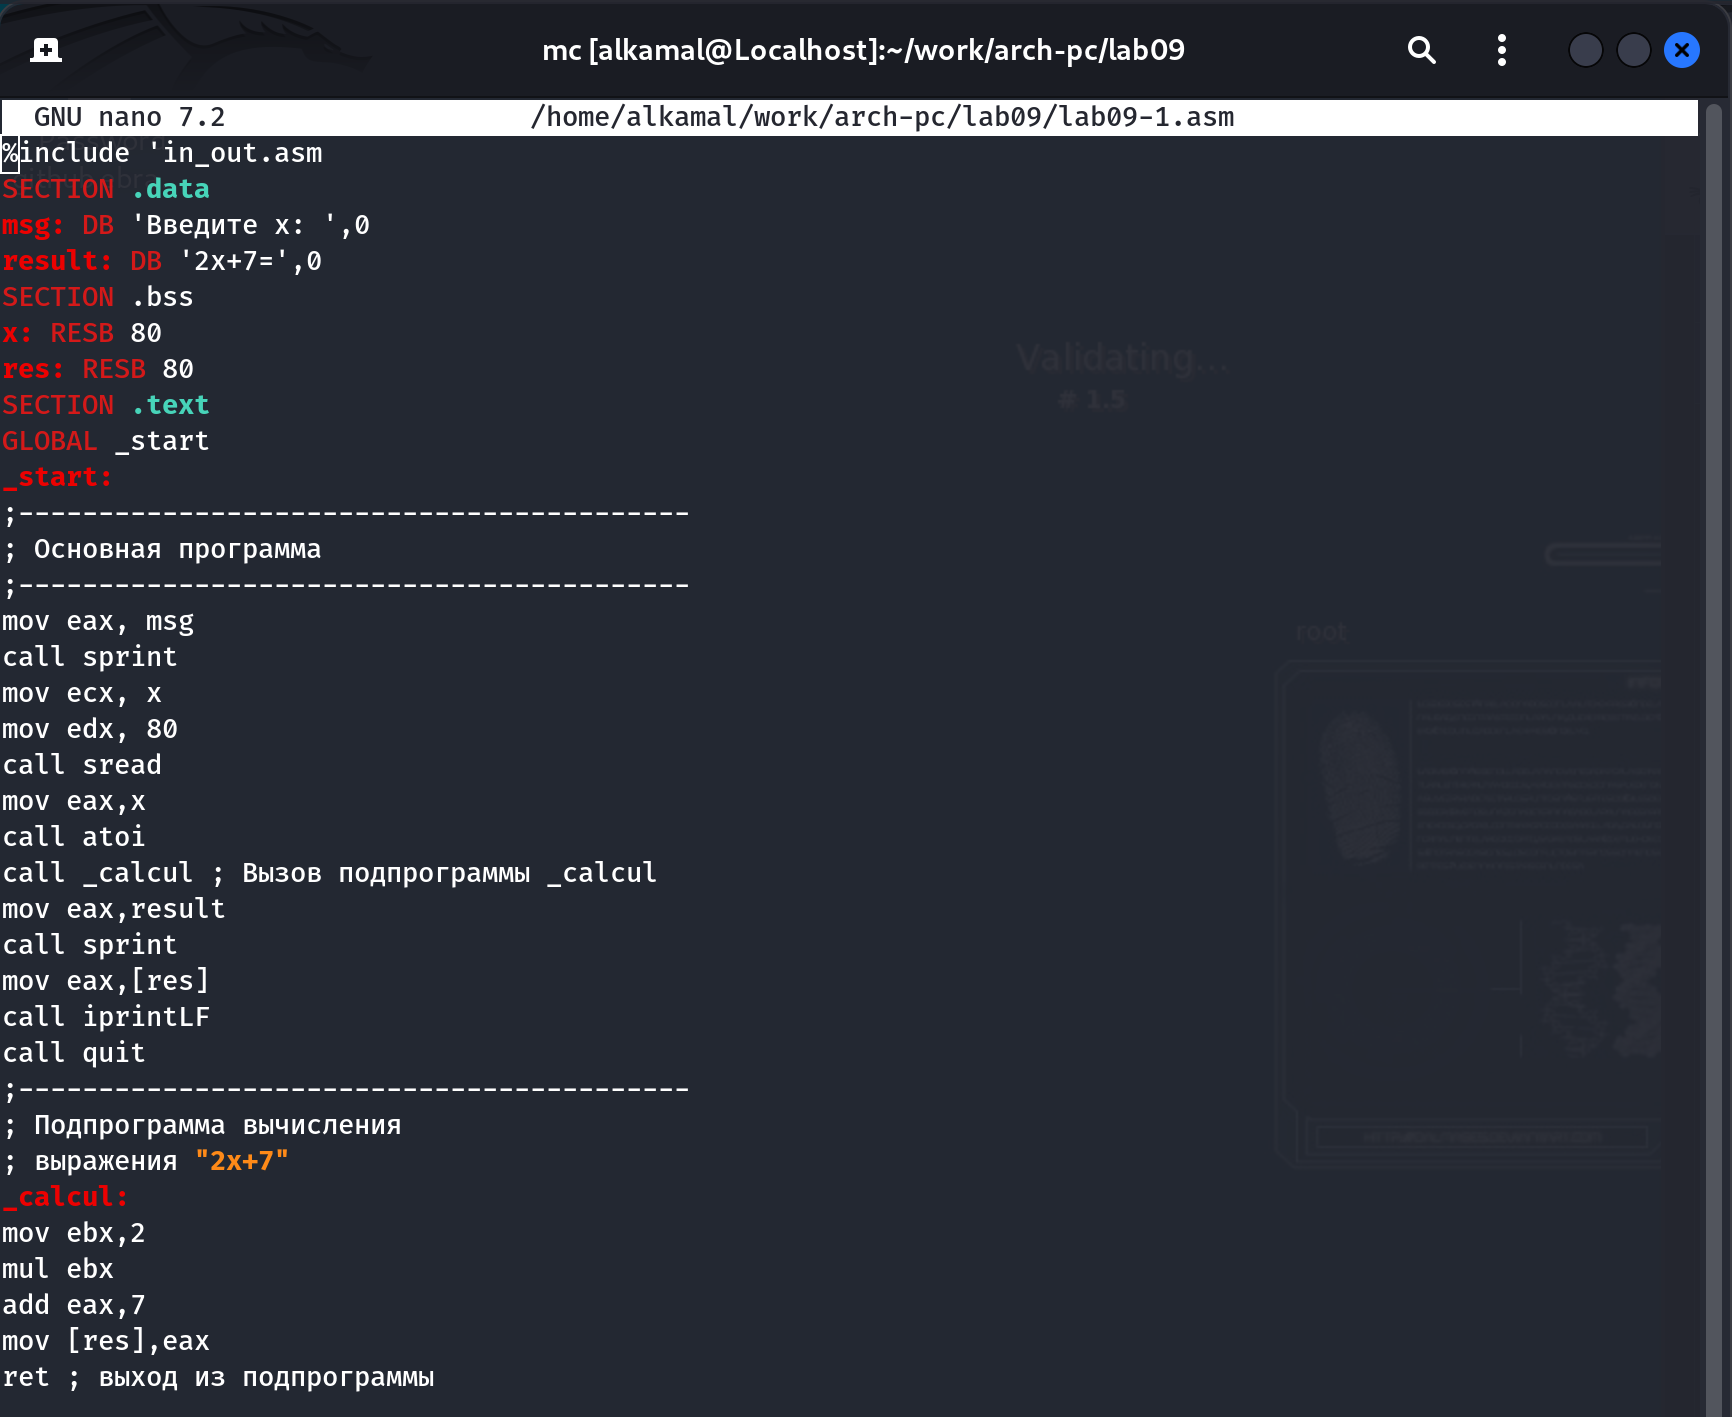 mc [alkamal@Localhost]:~/work/arch-pc/lab09
GNU nano 7.2 /home/alkamal/work/arch-pc/lab09/lab09-1.asm
%include 'in_out.asm
SECTION .data
msg: DB 'Введите x: ',0
result: DB '2x+7=',0
SECTION .bss
x: RESB 80
res: RESB 80
SECTION .text
GLOBAL _start
_start:
;------------------------------------------
; Основная программа
;------------------------------------------
mov eax, msg
call sprint
mov ecx, x
mov edx, 80
call sread
mov eax,x
call atoi
call _calcul ; Вызов подпрограммы _calcul
mov eax,result
call sprint
mov eax,[res]
call iprintLF
call quit
;------------------------------------------
; Подпрограмма вычисления
; выражения "2x+7"
_calcul:
mov ebx,2
mul ebx
add eax,7
mov [res],eax
ret ; выход из подпрограммы
Validating...
# 1.5
root